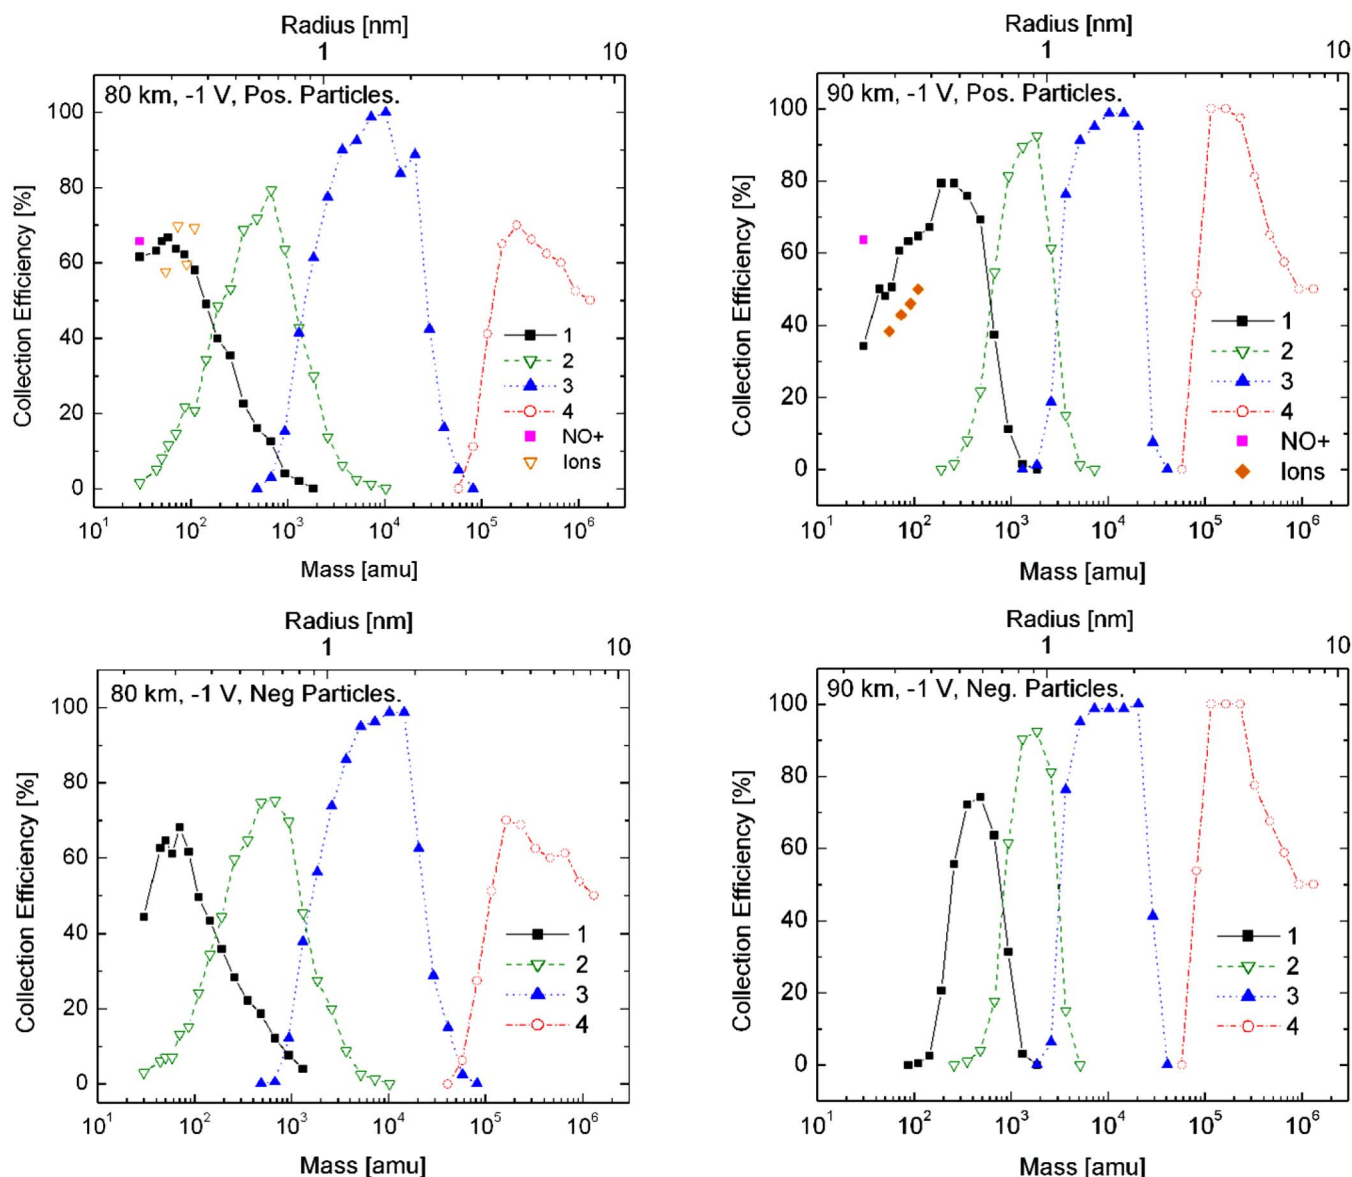 Radius [nm]
1 10
80 km, -1 V, Pos. Particles.
100
80
60
40
20
0
Collection Efficiency [%]
1
2
3
4
NO+
Ions
10^1 10^2 10^3 10^4 10^5 10^6
Mass [amu]
Radius [nm]
1 10
90 km, -1 V, Pos. Particles.
100
80
60
40
20
0
Collection Efficiency [%]
1
2
3
4
NO+
Ions
10^1 10^2 10^3 10^4 10^5 10^6
Mass [amu]
Radius [nm]
1 10
80 km, -1 V, Neg Particles.
100
80
60
40
20
0
Collection Efficiency [%]
1
2
3
4
10^1 10^2 10^3 10^4 10^5 10^6
Mass [amu]
Radius [nm]
1 10
90 km, -1 V, Neg. Particles.
100
80
60
40
20
0
Collection Efficiency [%]
1
2
3
4
10^1 10^2 10^3 10^4 10^5 10^6
Mass [amu]